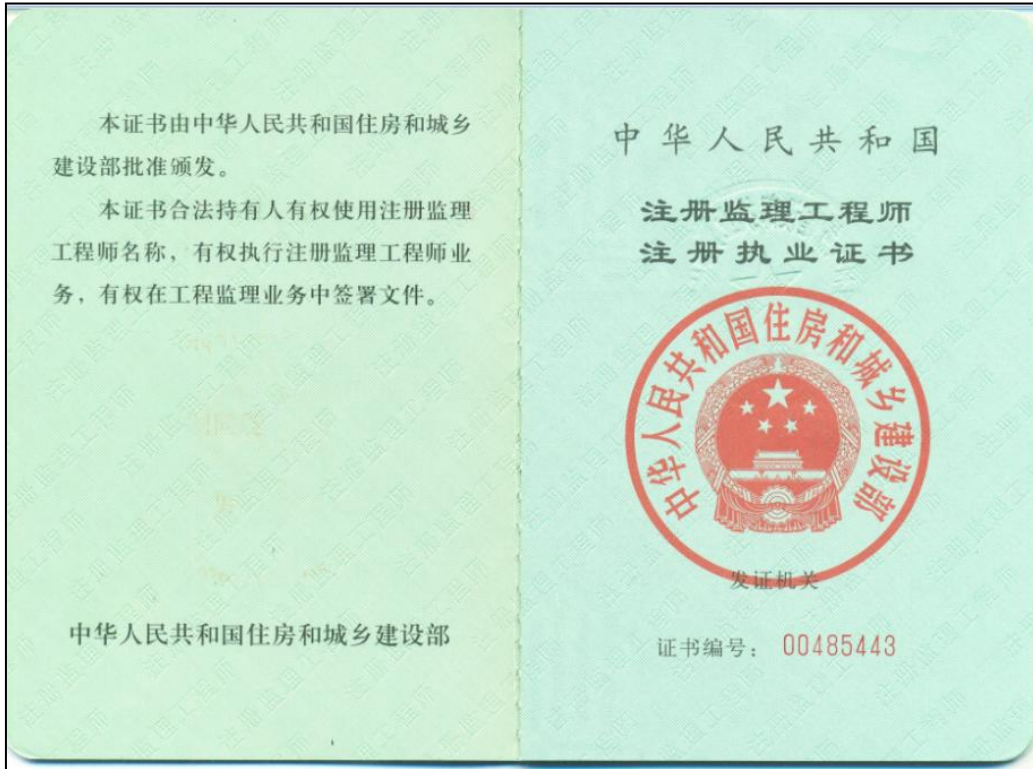 本证书由中华人民共和国住房和城乡
建设部批准颁发。
本证书合法持有人有权使用注册监理
工程师名称，有权执行注册监理工程师业
务，有权在工程监理业务中签署文件。
中华人民共和国住房和城乡建设部
中华人民共和国
注册监理工程师
注册执业证书
中华人民共和国住房和城乡建设部
发证机关
证书编号：00485443